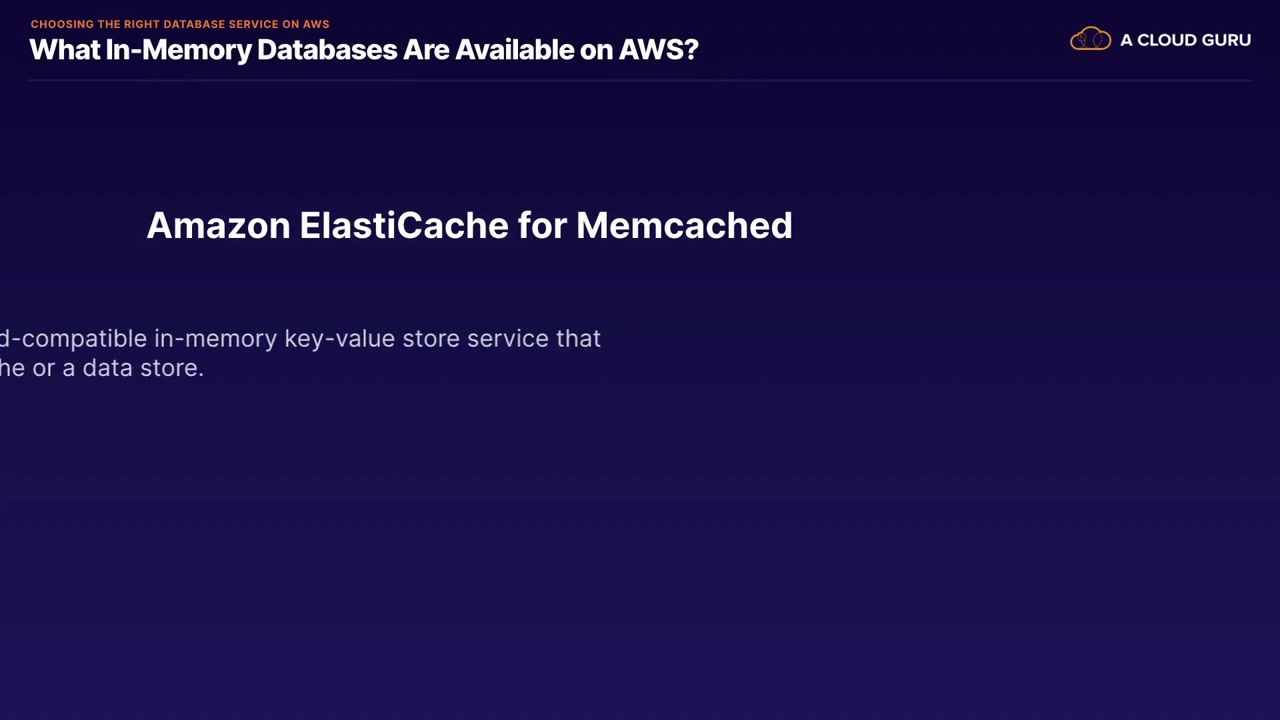 CHOOSING THE RIGHT DATABASE SERVICE ON AWS
What In-Memory Databases Are Available on AWS?
A CLOUD GURU
Amazon ElastiCache for Memcached
d-compatible in-memory key-value store service that
he or a data store.